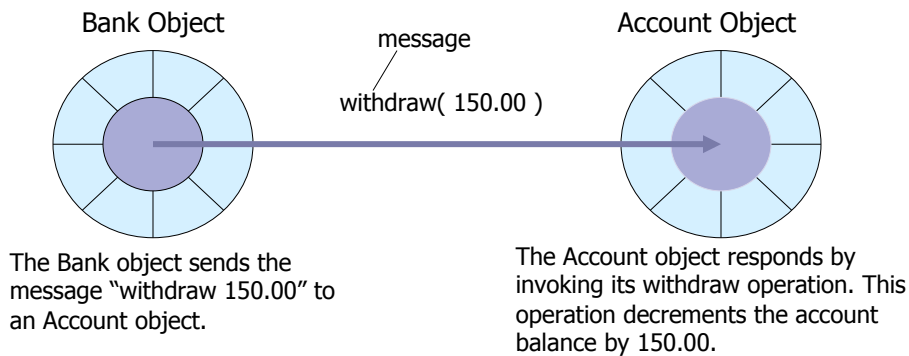 Bank Object
Account Object
message
withdraw( 150.00 )
The Bank object sends the
message “withdraw 150.00” to
an Account object.
The Account object responds by
invoking its withdraw operation. This
operation decrements the account
balance by 150.00.